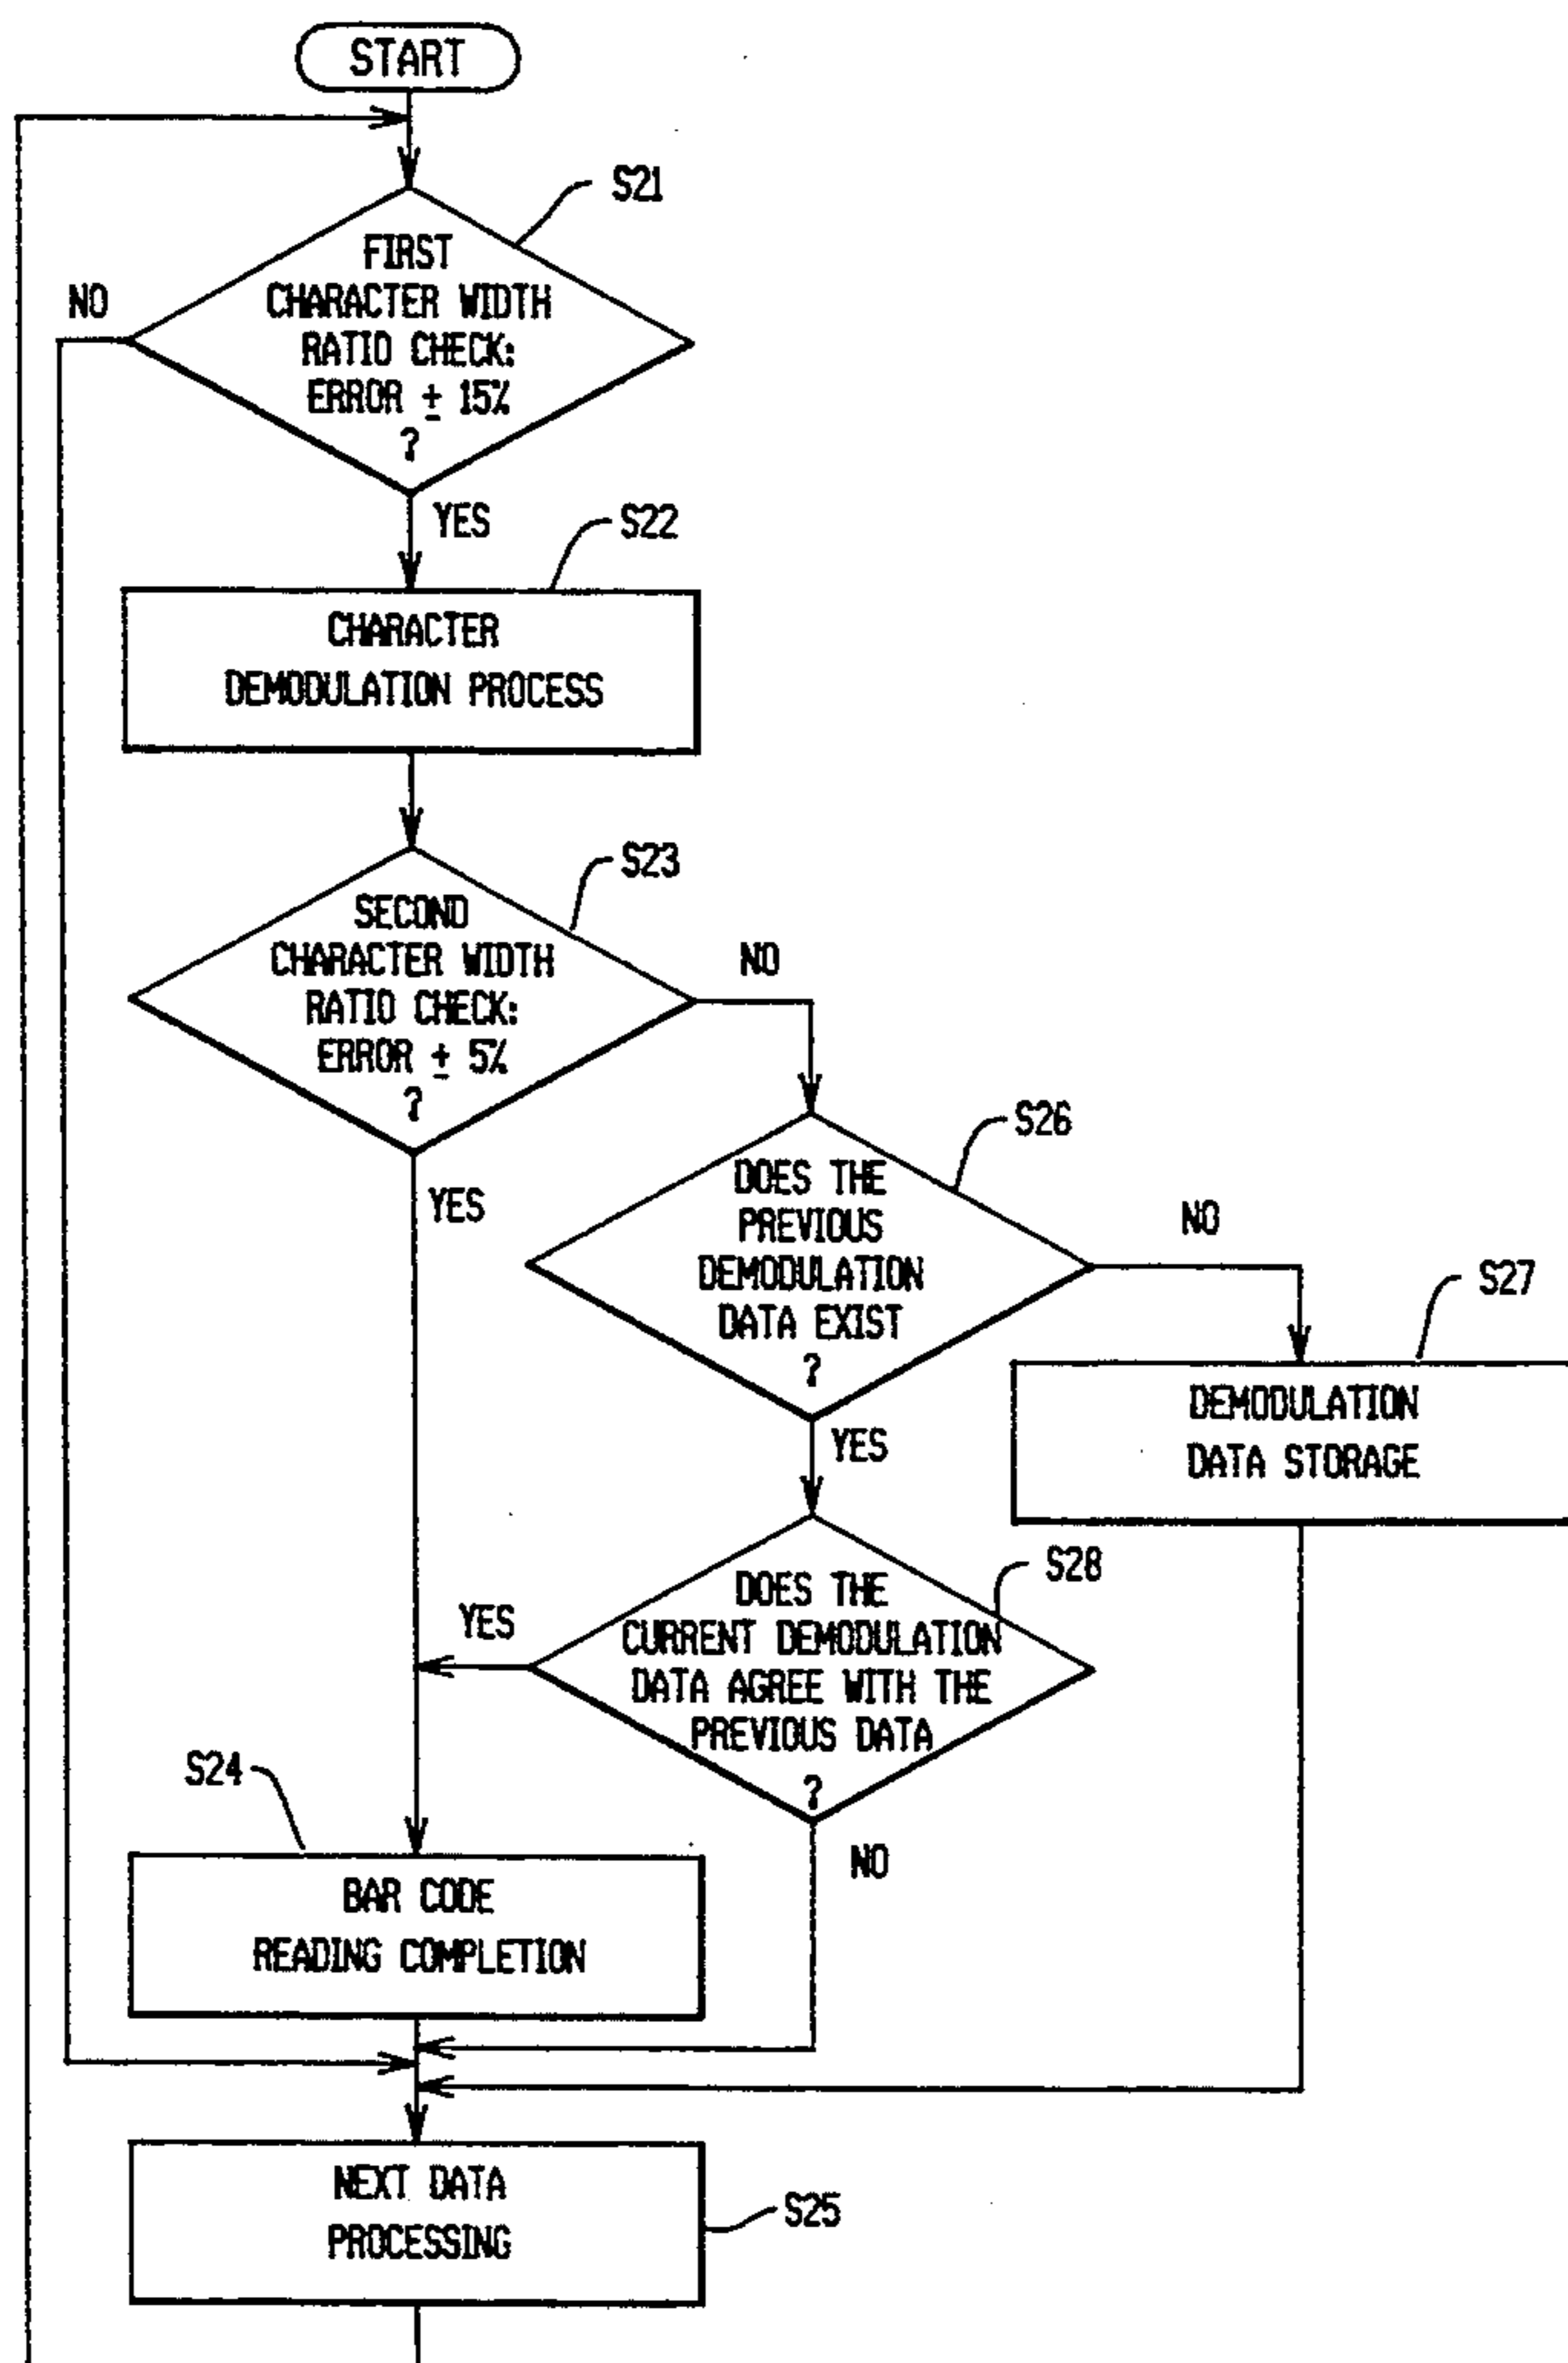 START
S21
FIRST
CHARACTER WIDTH
RATIO CHECK:
ERROR ± 15%
?
NO
YES
S22
CHARACTER
DEMODULATION PROCESS
S23
SECOND
CHARACTER WIDTH
RATIO CHECK:
ERROR ± 5%
?
NO
YES
S26
DOES THE
PREVIOUS
DEMODULATION
DATA EXIST
?
NO
YES
S27
DEMODULATION
DATA STORAGE
S28
DOES THE
CURRENT DEMODULATION
DATA AGREE WITH THE
PREVIOUS DATA
?
YES
NO
S24
BAR CODE
READING COMPLETION
NEXT DATA
PROCESSING
S25